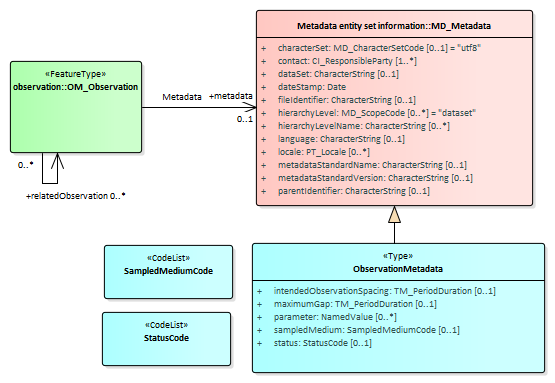 Metadata entity set information::MD_Metadata
+ characterSet: MD_CharacterSetCode [0..1] = "utf8"
+ contact: CI_ResponsibleParty [1..*]
+ dataSet: CharacterString [0..1]
+ dateStamp: Date
+ fileIdentifier: CharacterString [0..1]
+ hierarchyLevel: MD_ScopeCode [0..*] = "dataset"
+ hierarchyLevelName: CharacterString [0..*]
+ language: CharacterString [0..1]
+ locale: PT_Locale [0..*]
+ metadataStandardName: CharacterString [0..1]
+ metadataStandardVersion: CharacterString [0..1]
+ parentIdentifier: CharacterString [0..1]
«FeatureType»
observation::OM_Observation
Metadata +metadata
0..1
0..*
+relatedObservation 0..*
«CodeList»
SampledMediumCode
«CodeList»
StatusCode
«Type»
ObservationMetadata
+ intendedObservationSpacing: TM_PeriodDuration [0..1]
+ maximumGap: TM_PeriodDuration [0..1]
+ parameter: NamedValue [0..*]
+ sampledMedium: SampledMediumCode [0..1]
+ status: StatusCode [0..1]